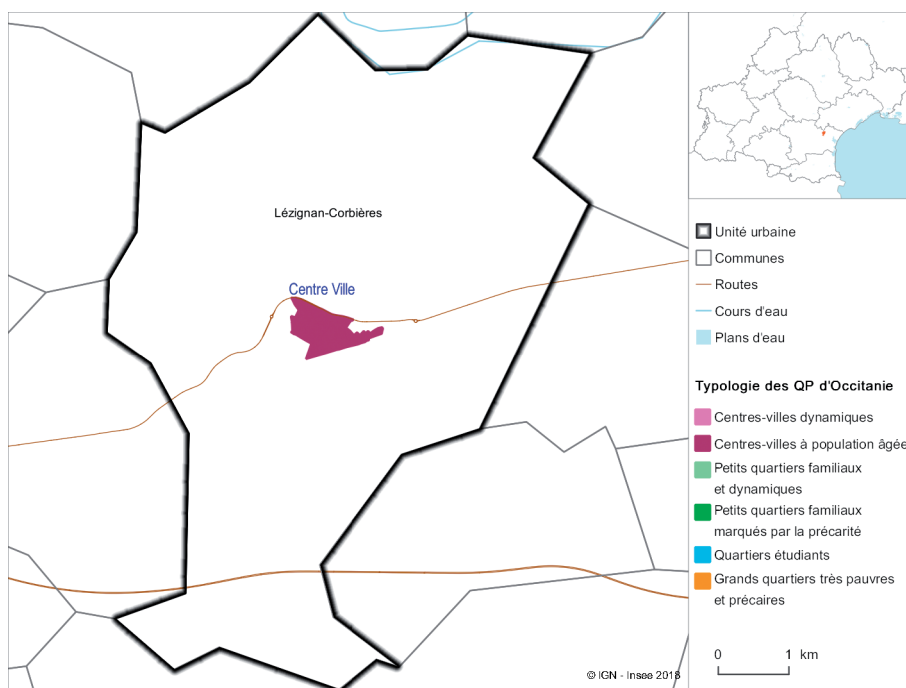 Lézignan-Corbières
Centre Ville
© IGN - Insee 2018
Unité urbaine
Communes
Routes
Cours d'eau
Plans d'eau
Typologie des QP d'Occitanie
Centres-villes dynamiques
Centres-villes à population âgée
Petits quartiers familiaux
et dynamiques
Petits quartiers familiaux
marqués par la précarité
Quartiers étudiants
Grands quartiers très pauvres
et précaires
0 1 km